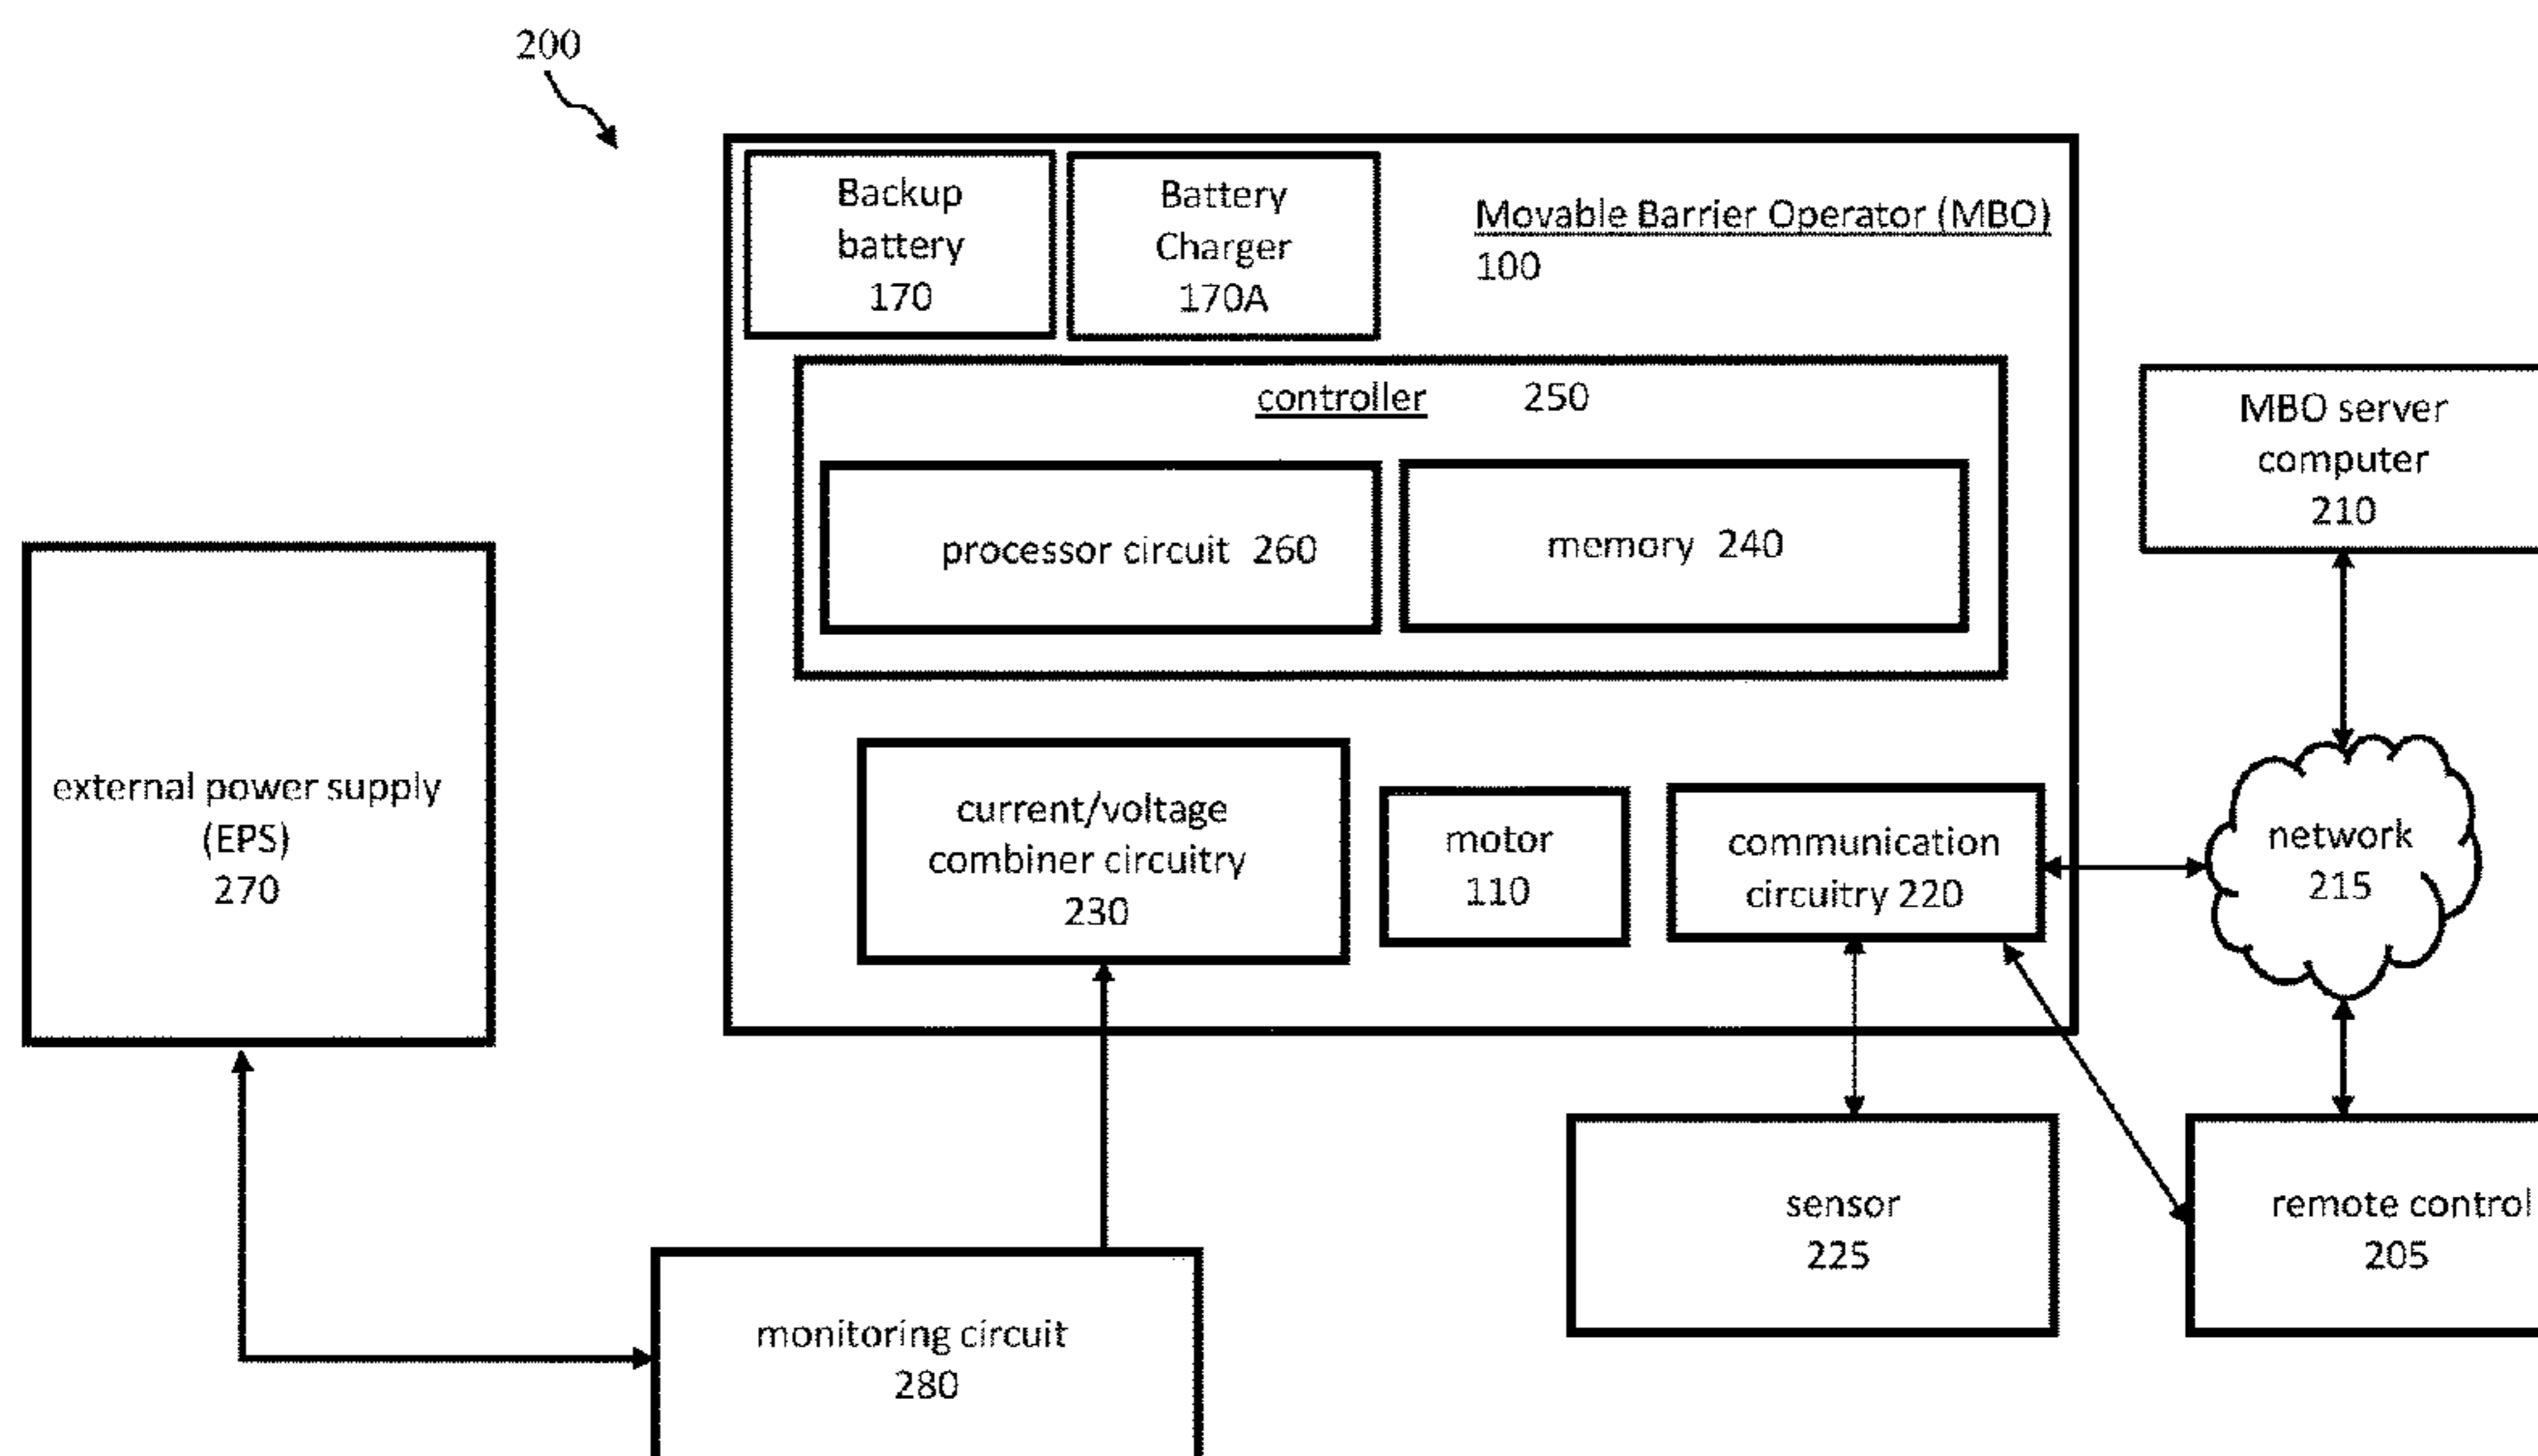 200
Backup
battery
170
Battery
Charger
170A
Movable Barrier Operator (MBO)
100
controller 250
processor circuit 260
memory 240
MBO server
computer
210
external power supply
(EPS)
270
current/voltage
combiner circuitry
230
motor
110
communication
circuitry 220
network
215
sensor
225
remote control
205
monitoring circuit
280